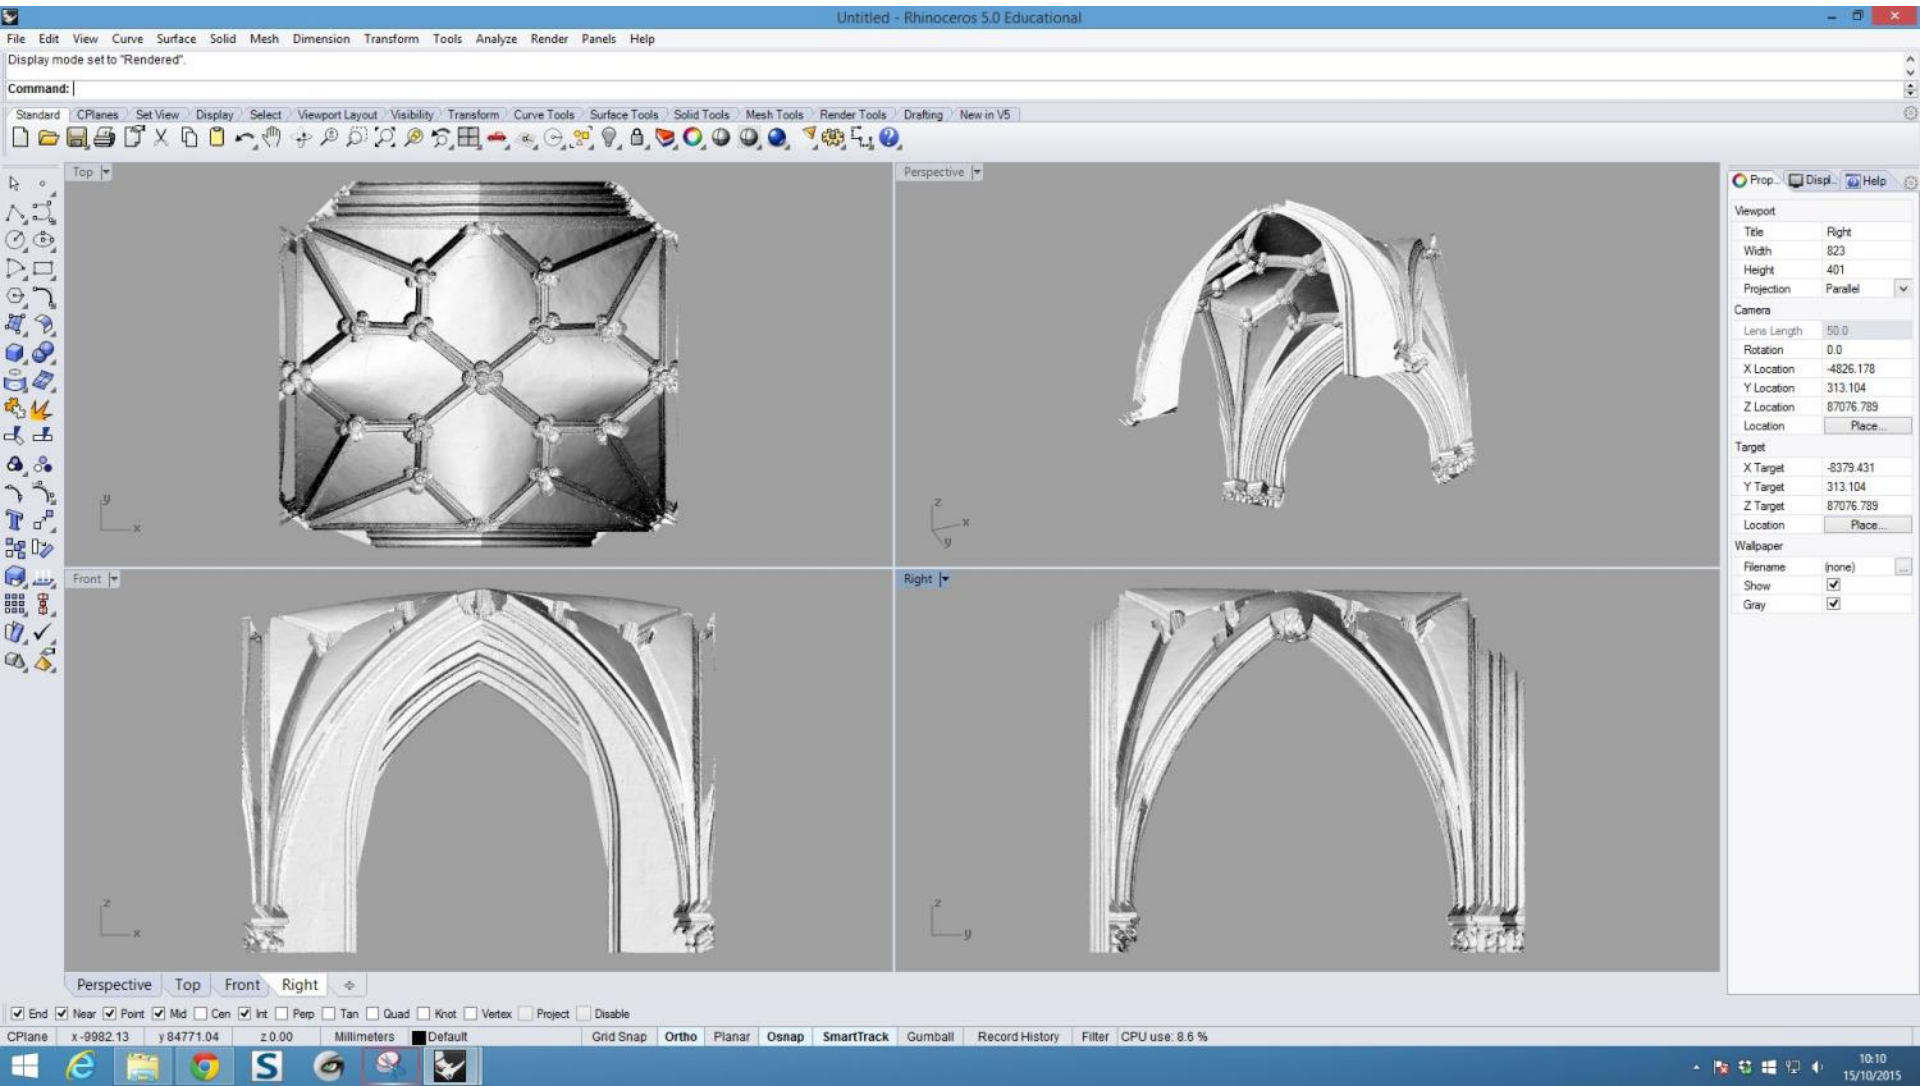 Untitled - Rhinoceros 5.0 Educational
File Edit View Curve Surface Solid Mesh Dimension Transform Tools Analyze Render Panels Help
Display mode set to "Rendered".
Command:
Standard CPlanes Set View Display Select Viewport Layout Visibility Transform Curve Tools Surface Tools Solid Tools Mesh Tools Render Tools Drafting New in V5
Top
Perspective
Prop... Displ... Help
Viewport
Title Right
Width 823
Height 401
Projection Parallel
Camera
Lens Length 50.0
Rotation 0.0
X Location -4826.178
Y Location 313.104
Z Location 87076.789
Location Place...
Target
X Target -8379.431
Y Target 313.104
Z Target 87076.789
Location Place...
Wallpaper
Filename (none) ...
Show
Gray
y
x
z
x
y
Front
Right
z
x
z
y
Perspective Top Front Right
End Near Point Mid Cen Int Perp Tan Quad Knot Vertex Project Disable
CPlane x -9982.13 y 84771.04 z 0.00 Millimeters Default Grid Snap Ortho Planar Osnap SmartTrack Gumball Record History Filter CPU use: 8.6 %
S
10:10
15/10/2015